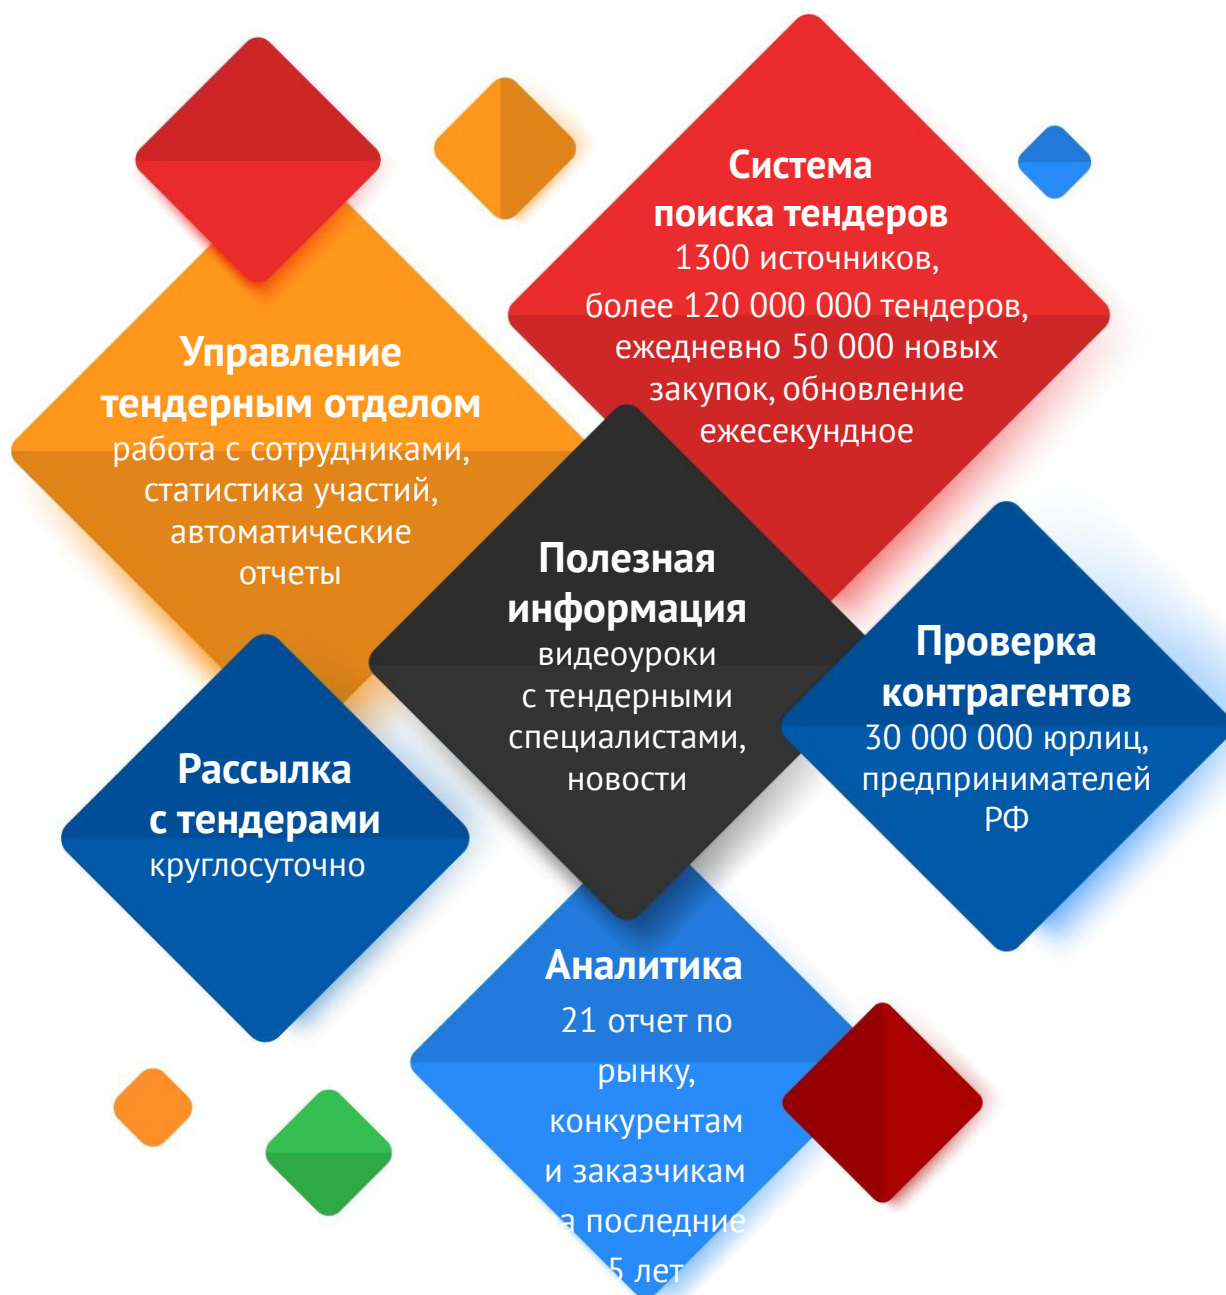 Система
поиска тендеров
1300 источников,
более 120 000 000 тендеров,
ежедневно 50 000 новых
закупок, обновление
ежесекундное
Управление
тендерным отделом
работа с сотрудниками,
статистика участий,
автоматические
отчеты
Полезная
информация
видеоуроки
с тендерными
специалистами,
новости
Проверка
контрагентов
30 000 000 юрлиц,
предпринимателей
РФ
Рассылка
с тендерами
круглосуточно
Аналитика
21 отчет по
рынку,
конкурентам
и заказчикам
а последние
5 лет